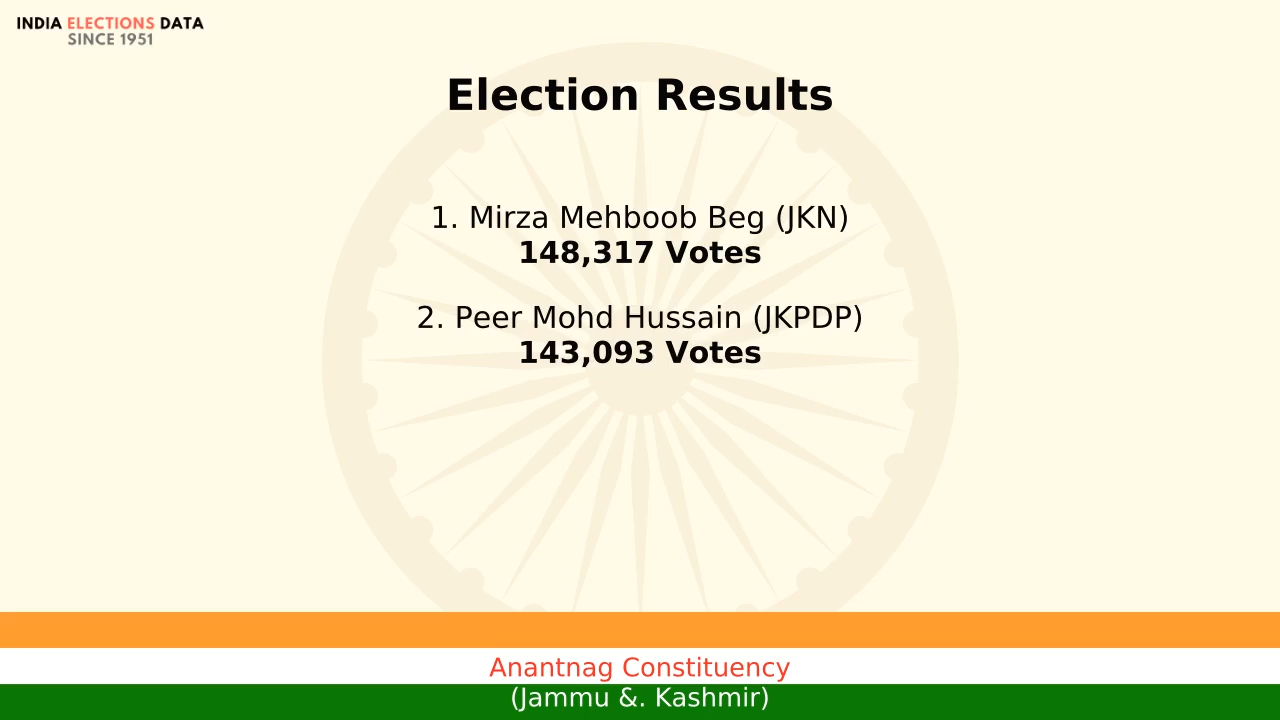 INDIA ELECTIONS DATA
SINCE 1951
Election Results
1. Mirza Mehboob Beg (JKN)
148,317 Votes
2. Peer Mohd Hussain (JKPDP)
143,093 Votes
Anantnag Constituency
(Jammu &. Kashmir)